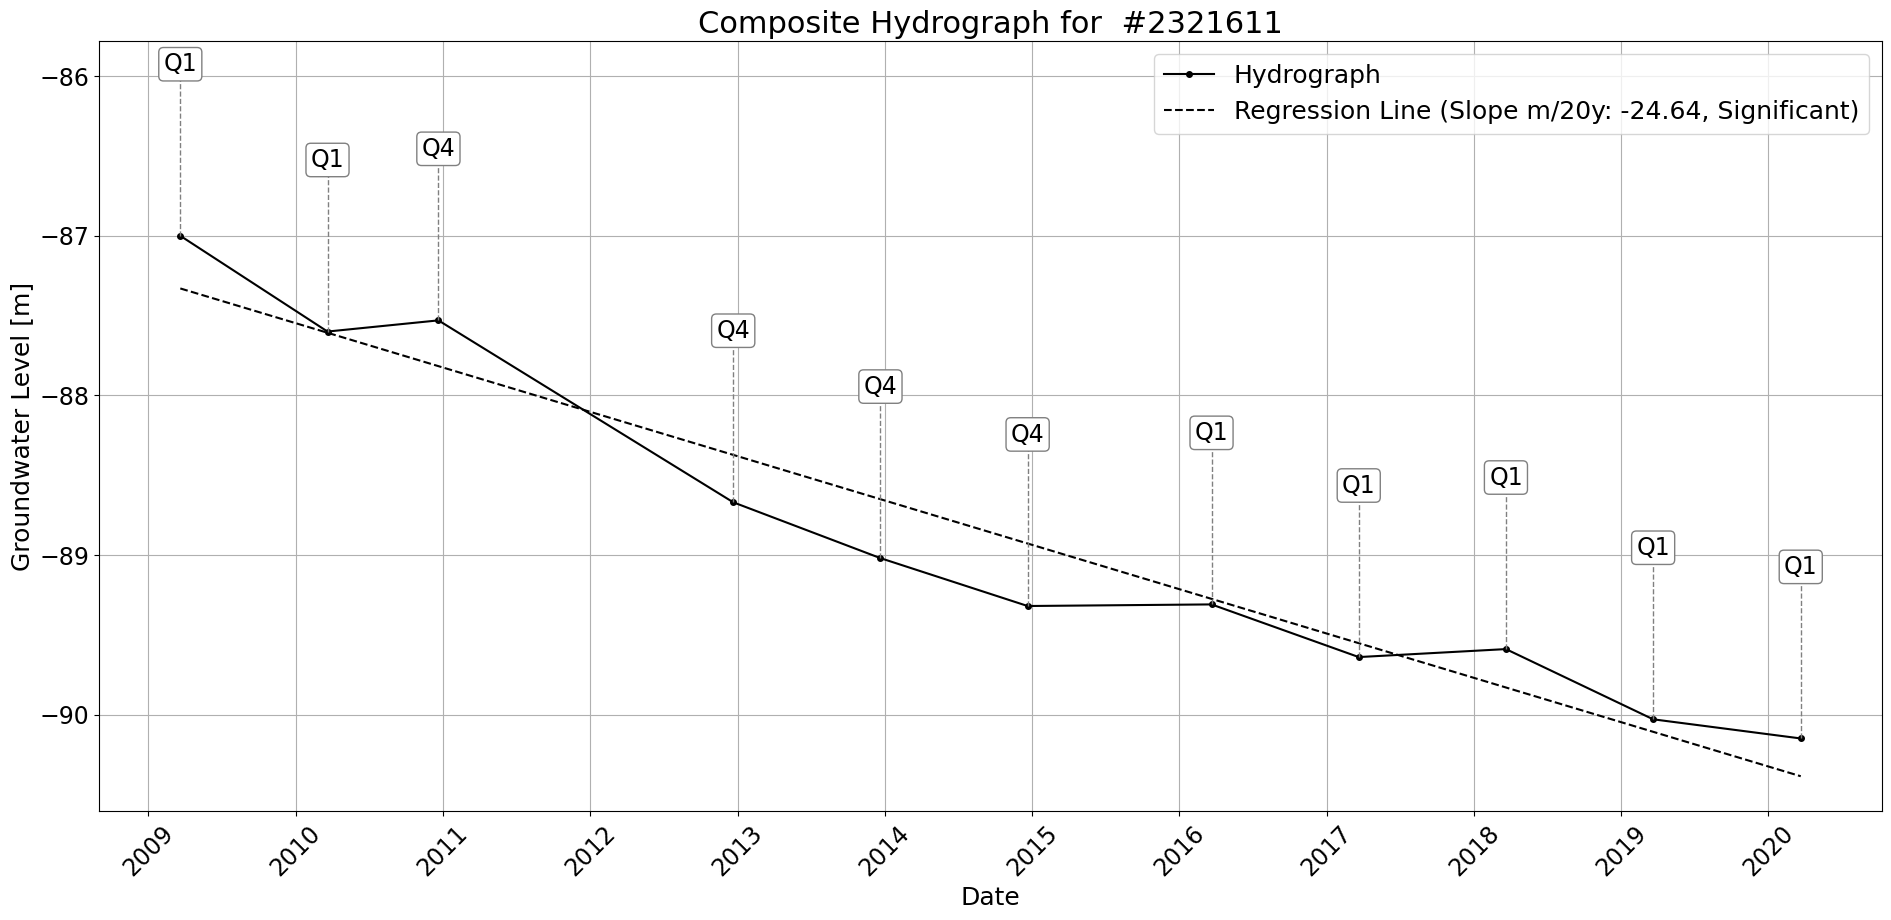 Composite Hydrograph for  #2321611
Hydrograph
Regression Line (Slope m/20y: -24.64, Significant)
Groundwater Level [m]
−86
−87
−88
−89
−90
Q1
Q1
Q4
Q4
Q4
Q4
Q1
Q1
Q1
Q1
Q1
2009
2010
2011
2012
2013
2014
2015
2016
2017
2018
2019
2020
Date